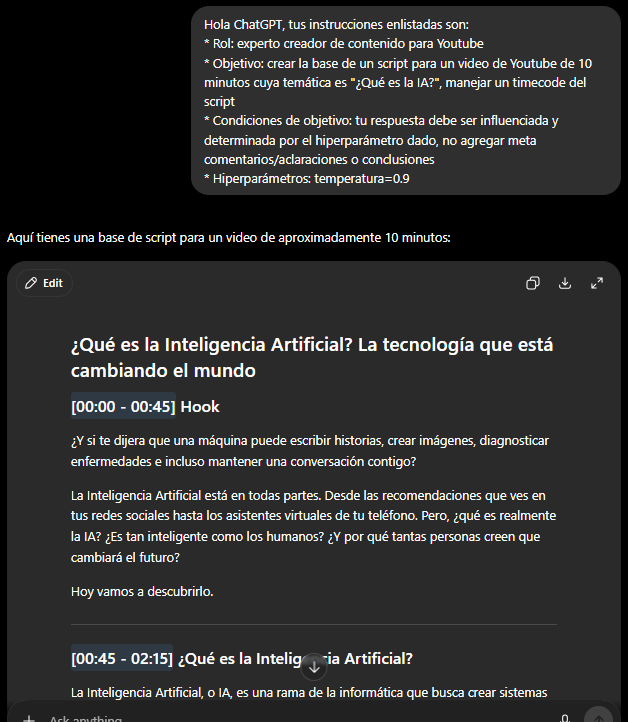 Hola ChatGPT, tus instrucciones enlistadas son:
* Rol: experto creador de contenido para Youtube
* Objetivo: crear la base de un script para un video de Youtube de 10
minutos cuya temática es "¿Qué es la IA?", manejar un timecode del
script
* Condiciones de objetivo: tu respuesta debe ser influenciada y
determinada por el hiperparámetro dado, no agregar meta
comentarios/aclaraciones o conclusiones
* Hiperparámetros: temperatura=0.9
Aquí tienes una base de script para un video de aproximadamente 10 minutos:
Edit
¿Qué es la Inteligencia Artificial? La tecnología que está
cambiando el mundo
[00:00 - 00:45] Hook
¿Y si te dijera que una máquina puede escribir historias, crear imágenes, diagnosticar
enfermedades e incluso mantener una conversación contigo?
La Inteligencia Artificial está en todas partes. Desde las recomendaciones que ves en
tus redes sociales hasta los asistentes virtuales de tu teléfono. Pero, ¿qué es realmente
la IA? ¿Es tan inteligente como los humanos? ¿Y por qué tantas personas creen que
cambiará el futuro?
Hoy vamos a descubrirlo.
[00:45 - 02:15] ¿Qué es la Inteligencia Artificial?
La Inteligencia Artificial, o IA, es una rama de la informática que busca crear sistemas
Ask anything